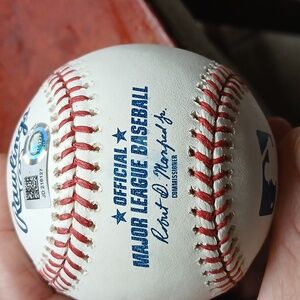 Rawlings
★ OFFICIAL ★
MAJOR LEAGUE BASEBALL
Robert D. Manfred Jr.
COMMISSIONER